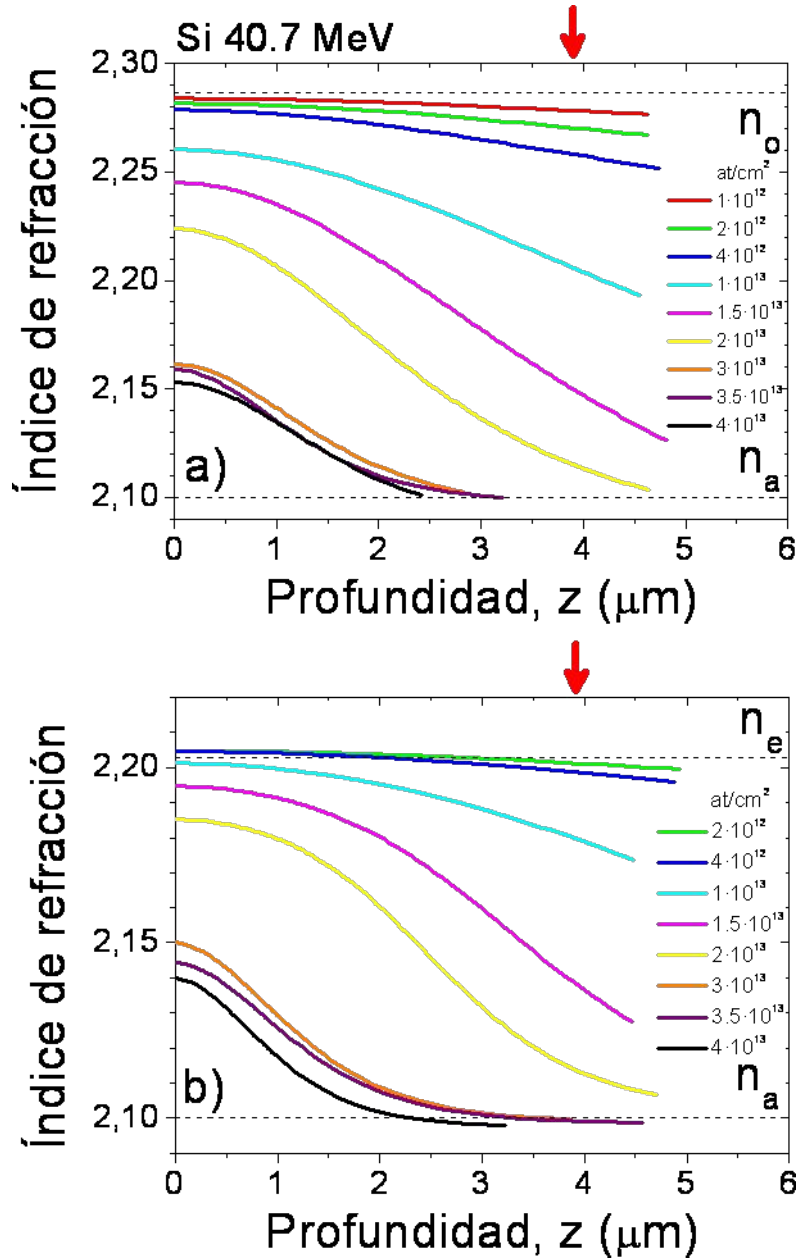 Si 40.7 MeV
Índice de refracción
2,30
2,25
2,20
2,15
2,10
n_o
at/cm²
1·10¹²
2·10¹²
4·10¹²
1·10¹³
1.5·10¹³
2·10¹³
3·10¹³
3.5·10¹³
4·10¹³
n_a
a)
0 1 2 3 4 5 6
Profundidad, z (μm)
Índice de refracción
2,20
2,15
2,10
n_e
at/cm²
2·10¹²
4·10¹²
1·10¹³
1.5·10¹³
2·10¹³
3·10¹³
3.5·10¹³
4·10¹³
n_a
b)
0 1 2 3 4 5 6
Profundidad, z (μm)